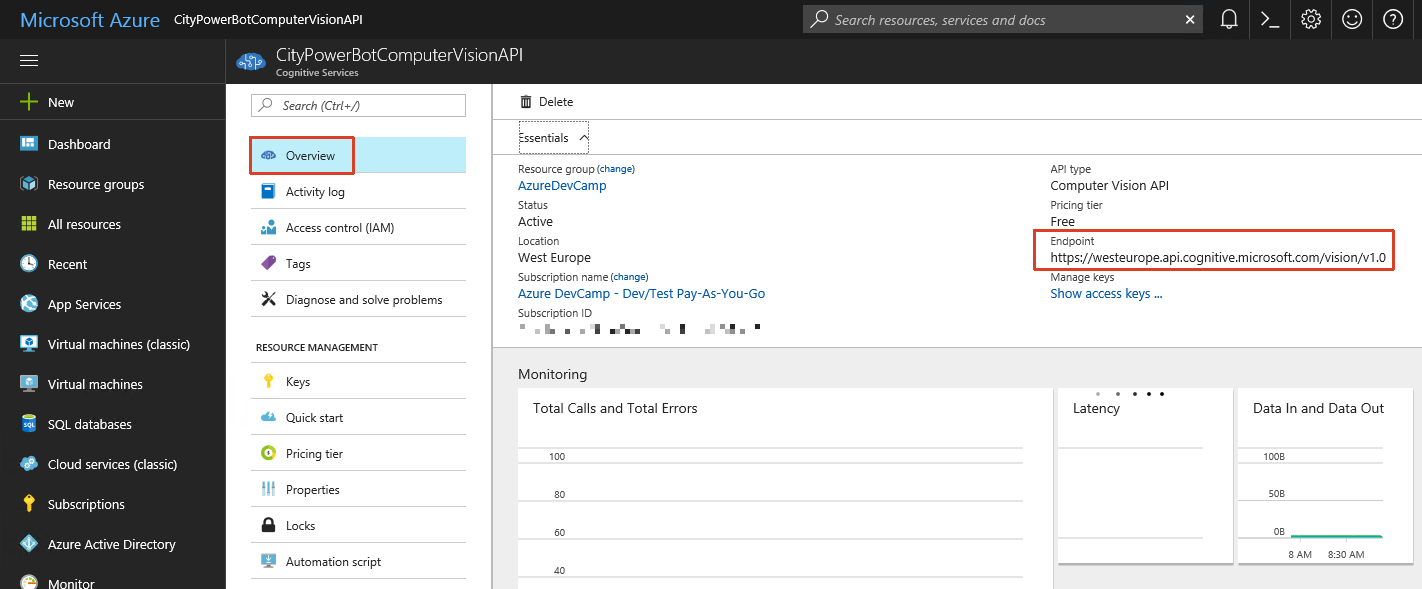 Microsoft Azure CityPowerBotComputerVisionAPI
Search resources, services and docs
CityPowerBotComputerVisionAPI
Cognitive Services
New
Dashboard
Resource groups
All resources
Recent
App Services
Virtual machines (classic)
Virtual machines
SQL databases
Cloud services (classic)
Subscriptions
Azure Active Directory
Monitor
Search (Ctrl+/)
Overview
Activity log
Access control (IAM)
Tags
Diagnose and solve problems
RESOURCE MANAGEMENT
Keys
Quick start
Pricing tier
Properties
Locks
Automation script
Delete
Essentials
Resource group (change)
AzureDevCamp
Status
Active
Location
West Europe
Subscription name (change)
Azure DevCamp - Dev/Test Pay-As-You-Go
Subscription ID
API type
Computer Vision API
Pricing tier
Free
Endpoint
https://westeurope.api.cognitive.microsoft.com/vision/v1.0
Manage keys
Show access keys ...
Monitoring
Total Calls and Total Errors
100
80
60
40
Latency
Data In and Data Out
100B
50B
0B
8 AM 8:30 AM